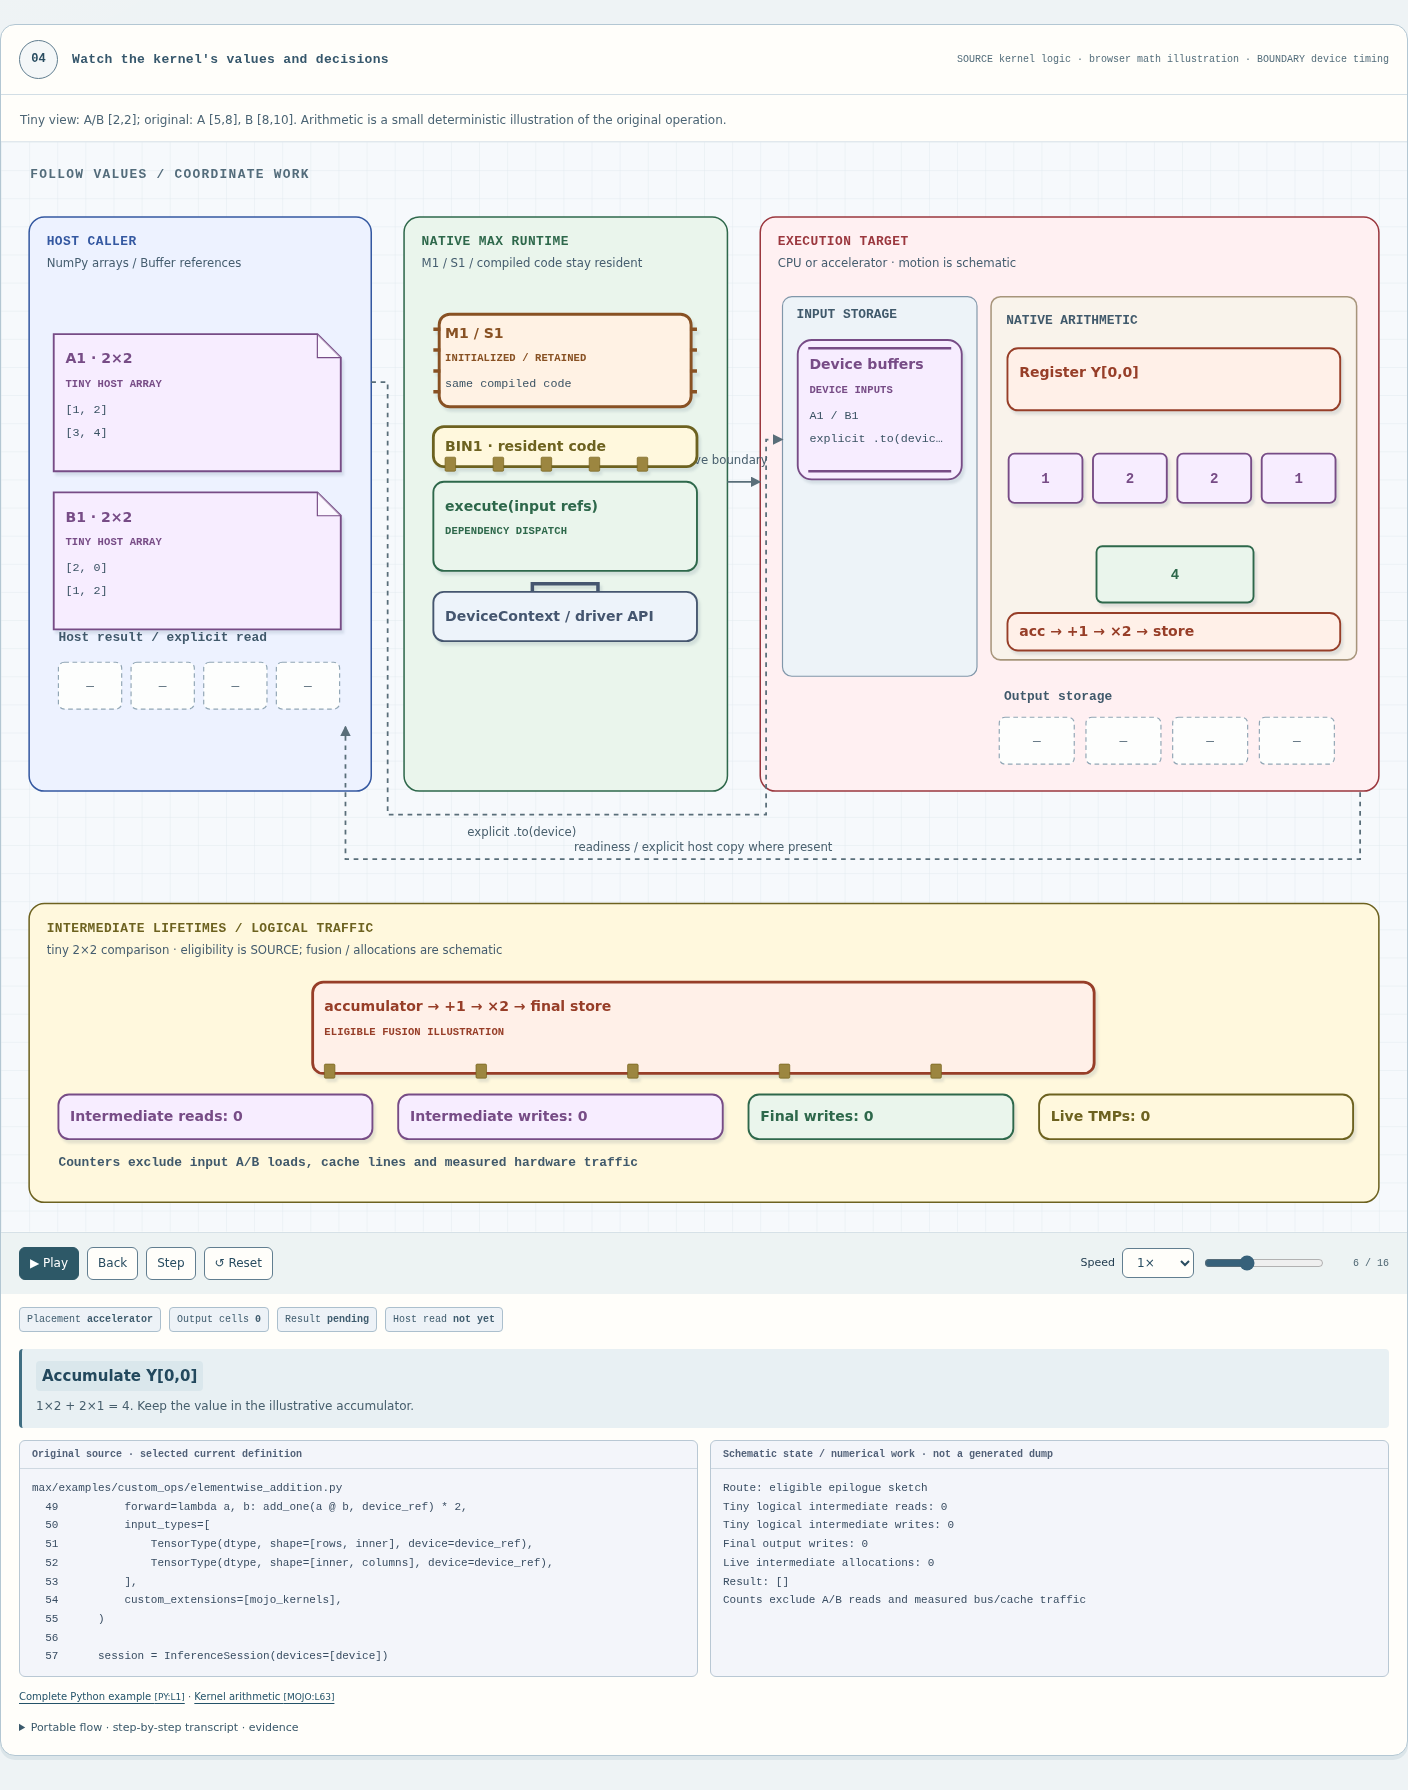 04
Watch the kernel's values and decisions
SOURCE kernel logic · browser math illustration · BOUNDARY device timing
Tiny view: A/B [2,2]; original: A [5,8], B [8,10]. Arithmetic is a small deterministic illustration of the original operation.
FOLLOW VALUES / COORDINATE WORK
HOST CALLER
NumPy arrays / Buffer references
A1 · 2×2
TINY HOST ARRAY
[1, 2]
[3, 4]
B1 · 2×2
TINY HOST ARRAY
[2, 0]
[1, 2]
Host result / explicit read
— — — —
NATIVE MAX RUNTIME
M1 / S1 / compiled code stay resident
M1 / S1
INITIALIZED / RETAINED
same compiled code
BIN1 · resident code
ve boundary
execute(input refs)
DEPENDENCY DISPATCH
DeviceContext / driver API
EXECUTION TARGET
CPU or accelerator · motion is schematic
INPUT STORAGE
Device buffers
DEVICE INPUTS
A1 / B1
explicit .to(devic…
NATIVE ARITHMETIC
Register Y[0,0]
1 2 2 1
4
acc → +1 → ×2 → store
Output storage
— — — —
explicit .to(device)
readiness / explicit host copy where present
INTERMEDIATE LIFETIMES / LOGICAL TRAFFIC
tiny 2×2 comparison · eligibility is SOURCE; fusion / allocations are schematic
accumulator → +1 → ×2 → final store
ELIGIBLE FUSION ILLUSTRATION
Intermediate reads: 0
Intermediate writes: 0
Final writes: 0
Live TMPs: 0
Counters exclude input A/B loads, cache lines and measured hardware traffic
▶ Play
Back
Step
↺ Reset
Speed
1×
6 / 16
Placement accelerator
Output cells 0
Result pending
Host read not yet
Accumulate Y[0,0]
1×2 + 2×1 = 4. Keep the value in the illustrative accumulator.
Original source · selected current definition
max/examples/custom_ops/elementwise_addition.py
49 forward=lambda a, b: add_one(a @ b, device_ref) * 2,
50 input_types=[
51 TensorType(dtype, shape=[rows, inner], device=device_ref),
52 TensorType(dtype, shape=[inner, columns], device=device_ref),
53 ],
54 custom_extensions=[mojo_kernels],
55 )
56
57 session = InferenceSession(devices=[device])
Schematic state / numerical work · not a generated dump
Route: eligible epilogue sketch
Tiny logical intermediate reads: 0
Tiny logical intermediate writes: 0
Final output writes: 0
Live intermediate allocations: 0
Result: []
Counts exclude A/B reads and measured bus/cache traffic
Complete Python example [PY:L1] · Kernel arithmetic [MOJO:L63]
▶ Portable flow · step-by-step transcript · evidence